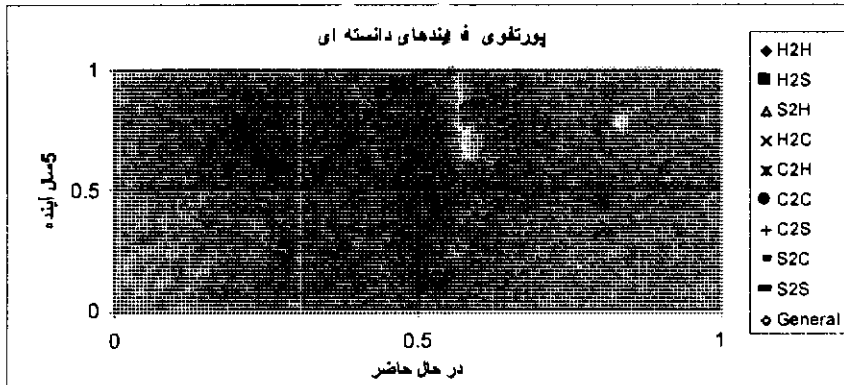 پورتفوی ف یندهای دانسته ای
1
0.5
0
0
0.5
1
5سال آینده
در حال حاضر
H2H
H2S
S2H
H2C
C2H
C2C
C2S
S2C
S2S
General